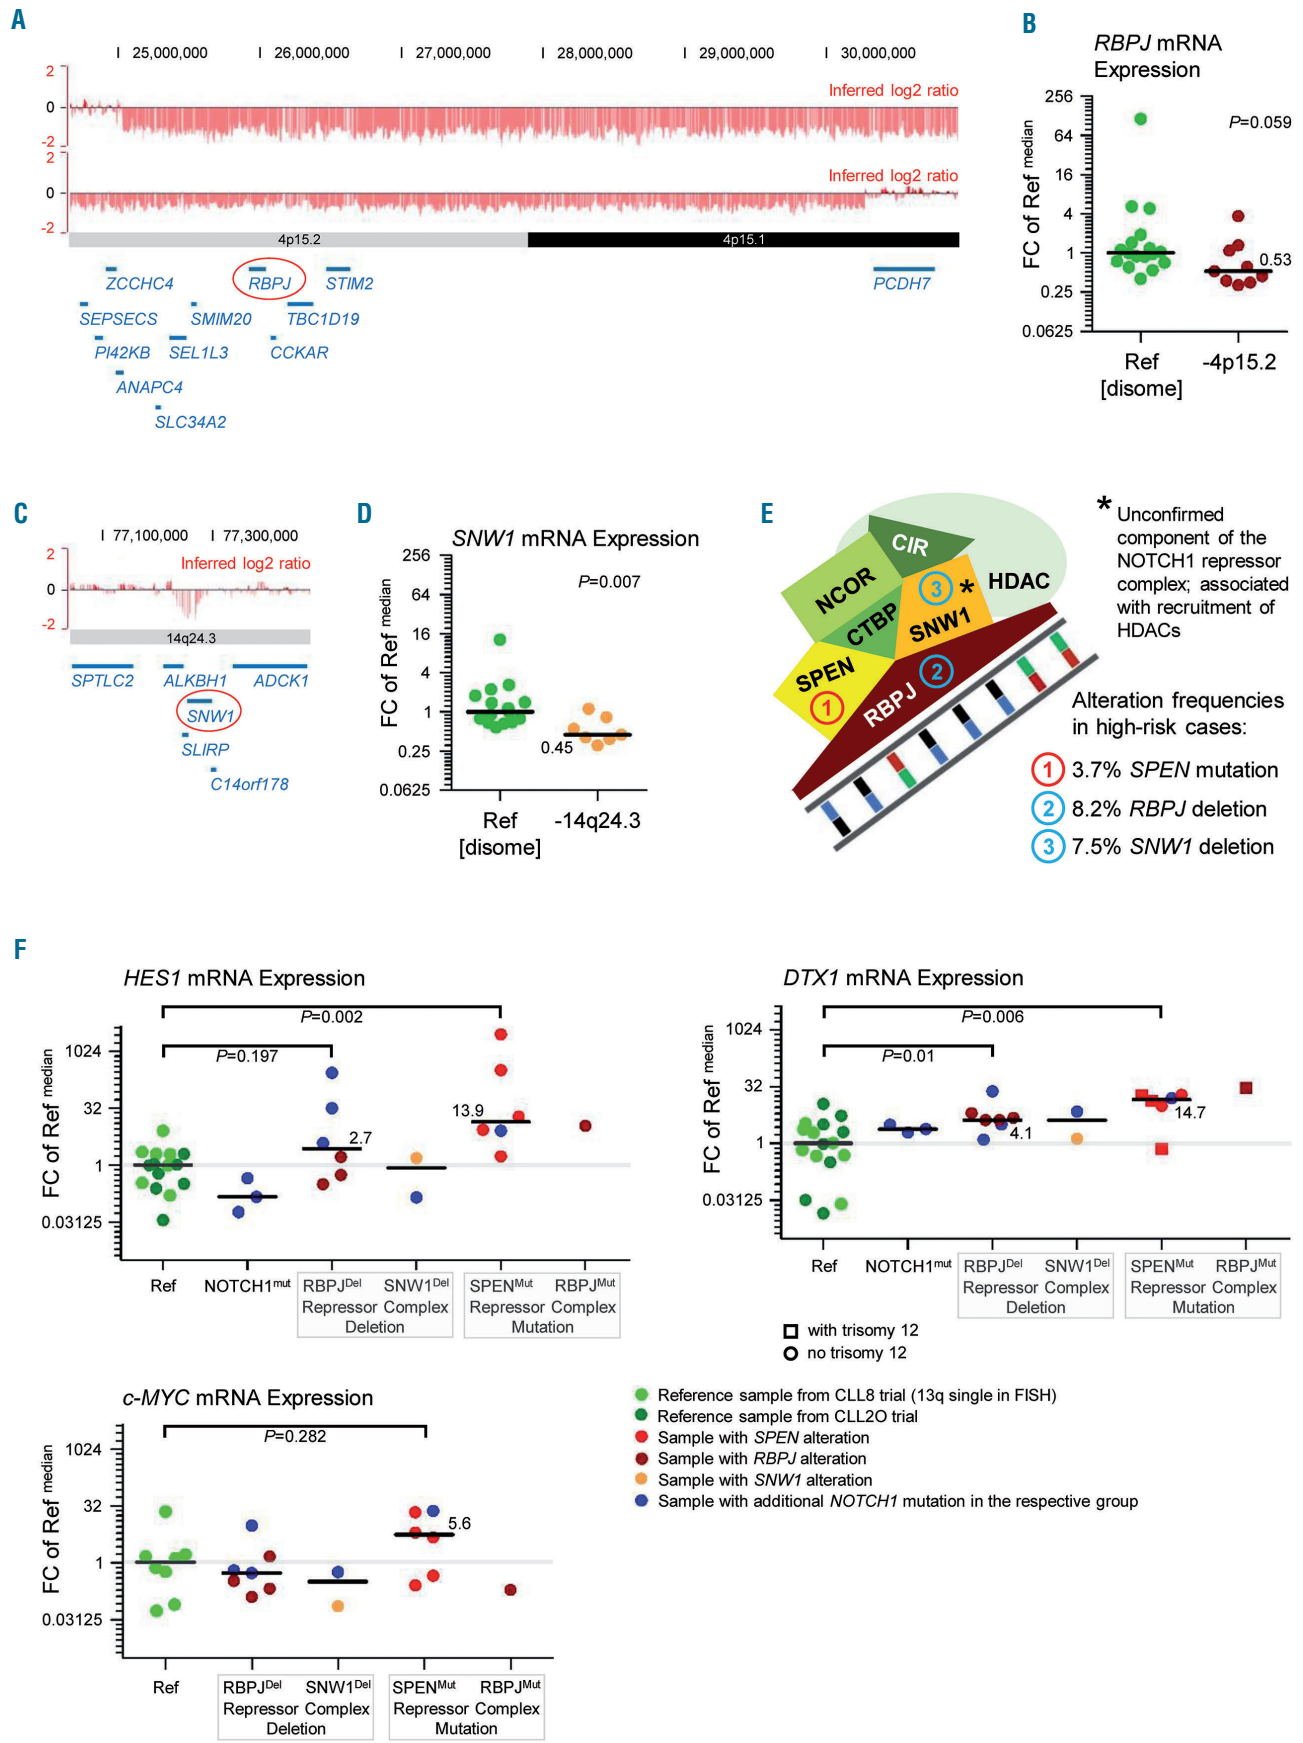 A
25,000,000 26,000,000 27,000,000 28,000,000 29,000,000 30,000,000
2
0
-2
Inferred log2 ratio
2
0
-2
Inferred log2 ratio
4p15.2 4p15.1
ZCCHC4 RBPJ STIM2 PCDH7
SEPSECS SMIM20 TBC1D19
PI42KB SEL1L3 CCKAR
ANAPC4
SLC34A2
B
RBPJ mRNA
Expression
P=0.059
FC of Ref median
256
64
16
4
1
0.25
0.0625
0.53
Ref
[disome]
-4p15.2
C
77,100,000 77,300,000
Inferred log2 ratio
2
0
-2
14q24.3
SPTLC2 ALKBH1 ADCK1
SNW1
SLIRP
C14orf178
D
SNW1 mRNA Expression
P=0.007
FC of Ref median
256
64
16
4
1
0.25
0.0625
0.45
Ref
[disome]
-14q24.3
E
CIR
NCOR
HDAC
CTBP
3 *
SNW1
SPEN
1
2
RBPJ
* Unconfirmed
component of the
NOTCH1 repressor
complex; associated
with recruitment of
HDACs
Alteration frequencies
in high-risk cases:
1 3.7% SPEN mutation
2 8.2% RBPJ deletion
3 7.5% SNW1 deletion
F
HES1 mRNA Expression
P=0.002
P=0.197
FC of Ref median
1024
32
1
0.03125
2.7
13.9
Ref NOTCH1mut RBPJDel SNW1Del SPENMut RBPJMut
Repressor Complex
Deletion
Repressor Complex
Mutation
DTX1 mRNA Expression
P=0.006
P=0.01
FC of Ref median
1024
32
1
0.03125
4.1
14.7
Ref NOTCH1mut RBPJDel SNW1Del SPENMut RBPJMut
Repressor Complex
Deletion
Repressor Complex
Mutation
with trisomy 12
no trisomy 12
c-MYC mRNA Expression
P=0.282
FC of Ref median
1024
32
1
0.03125
5.6
Ref RBPJDel SNW1Del SPENMut RBPJMut
Repressor Complex
Deletion
Repressor Complex
Mutation
Reference sample from CLL8 trial (13q single in FISH)
Reference sample from CLL2O trial
Sample with SPEN alteration
Sample with RBPJ alteration
Sample with SNW1 alteration
Sample with additional NOTCH1 mutation in the respective group